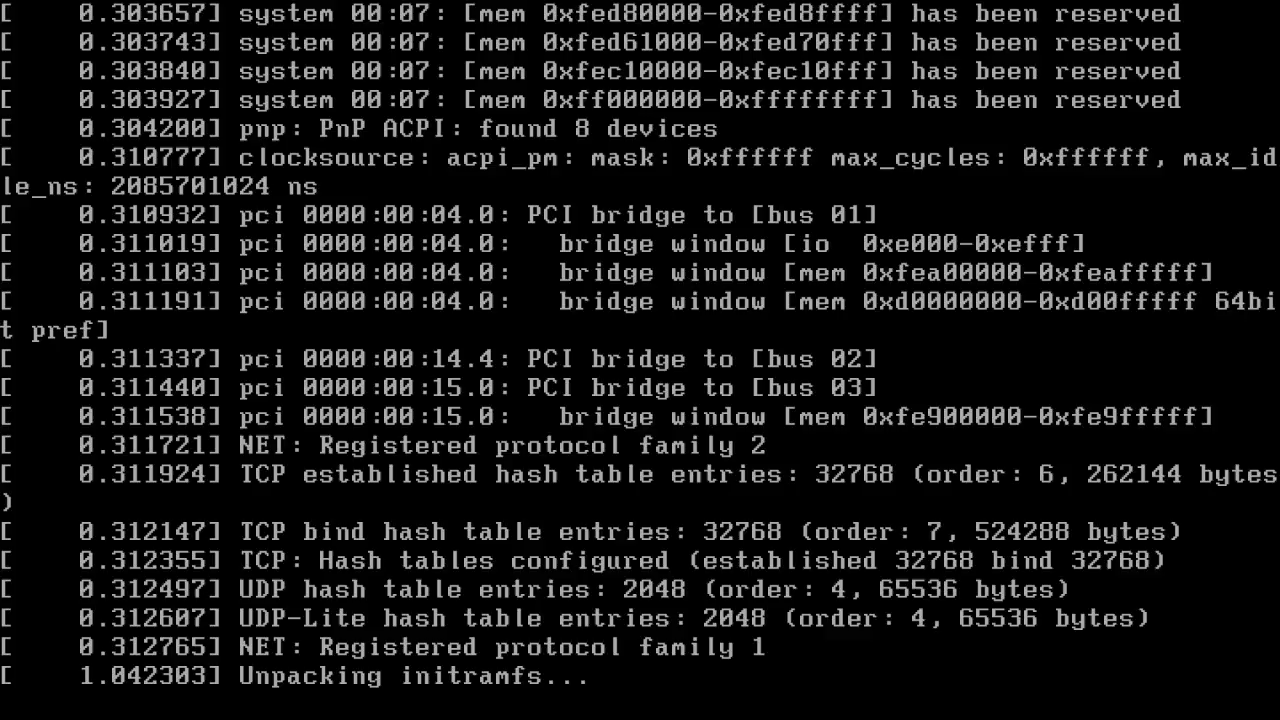 [    0.303657] system 00:07: [mem 0xfed80000-0xfed8ffff] has been reserved
[    0.303743] system 00:07: [mem 0xfed61000-0xfed70fff] has been reserved
[    0.303840] system 00:07: [mem 0xfec10000-0xfec10fff] has been reserved
[    0.303927] system 00:07: [mem 0xff000000-0xffffffff] has been reserved
[    0.304200] pnp: PnP ACPI: found 8 devices
[    0.310777] clocksource: acpi_pm: mask: 0xffffff max_cycles: 0xffffff, max_id
le_ns: 2085701024 ns
[    0.310932] pci 0000:00:04.0: PCI bridge to [bus 01]
[    0.311019] pci 0000:00:04.0:   bridge window [io  0xe000-0xefff]
[    0.311103] pci 0000:00:04.0:   bridge window [mem 0xfea00000-0xfeafffff]
[    0.311191] pci 0000:00:04.0:   bridge window [mem 0xd0000000-0xd00fffff 64bi
t pref]
[    0.311337] pci 0000:00:14.4: PCI bridge to [bus 02]
[    0.311440] pci 0000:00:15.0: PCI bridge to [bus 03]
[    0.311538] pci 0000:00:15.0:   bridge window [mem 0xfe900000-0xfe9fffff]
[    0.311721] NET: Registered protocol family 2
[    0.311924] TCP established hash table entries: 32768 (order: 6, 262144 bytes
)
[    0.312147] TCP bind hash table entries: 32768 (order: 7, 524288 bytes)
[    0.312355] TCP: Hash tables configured (established 32768 bind 32768)
[    0.312497] UDP hash table entries: 2048 (order: 4, 65536 bytes)
[    0.312607] UDP-Lite hash table entries: 2048 (order: 4, 65536 bytes)
[    0.312765] NET: Registered protocol family 1
[    1.042303] Unpacking initramfs...